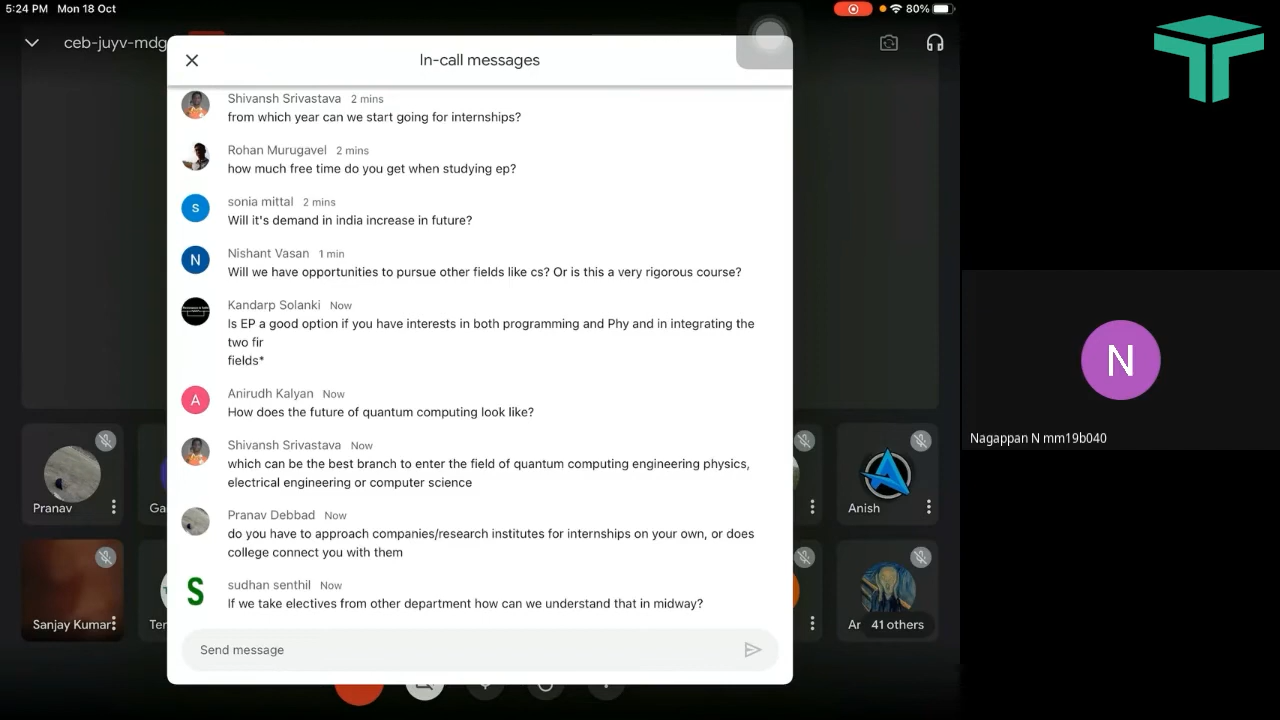 5:24 PM Mon 18 Oct
80%
ceb-juyv-mdg
In-call messages
Shivansh Srivastava 2 mins
from which year can we start going for internships?
Rohan Murugavel 2 mins
how much free time do you get when studying ep?
S
sonia mittal 2 mins
Will it's demand in india increase in future?
N
Nishant Vasan 1 min
Will we have opportunities to pursue other fields like cs? Or is this a very rigorous course?
Kandarp Solanki Now
Is EP a good option if you have interests in both programming and Phy and in integrating the
two fir
fields*
A
Anirudh Kalyan Now
How does the future of quantum computing look like?
Shivansh Srivastava Now
which can be the best branch to enter the field of quantum computing engineering physics,
electrical engineering or computer science
Pranav Debbad Now
do you have to approach companies/research institutes for internships on your own, or does
college connect you with them
S
sudhan senthil Now
If we take electives from other department how can we understand that in midway?
Send message
Pranav
Ga
Anish
Sanjay Kumar
Ter
Ar
41 others
N
Nagappan N mm19b040